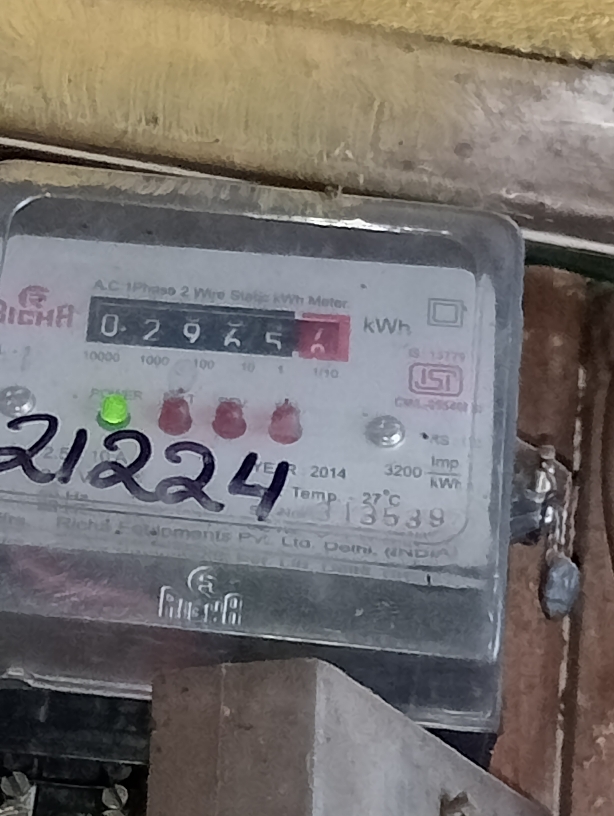 A.C. 1Phase 2 Wire Static kWh Meter
RICHA
0 2 9 6 5 6 kWh
10000 1000 100 10 1 1/10
IS 13779
ISI
POWER
21224
YEAR : 2014 3200 Imp/kWh
Temp. - 27°C
313539
Richa Equipments Pvt. Ltd. Delhi. (INDIA)
RICHA